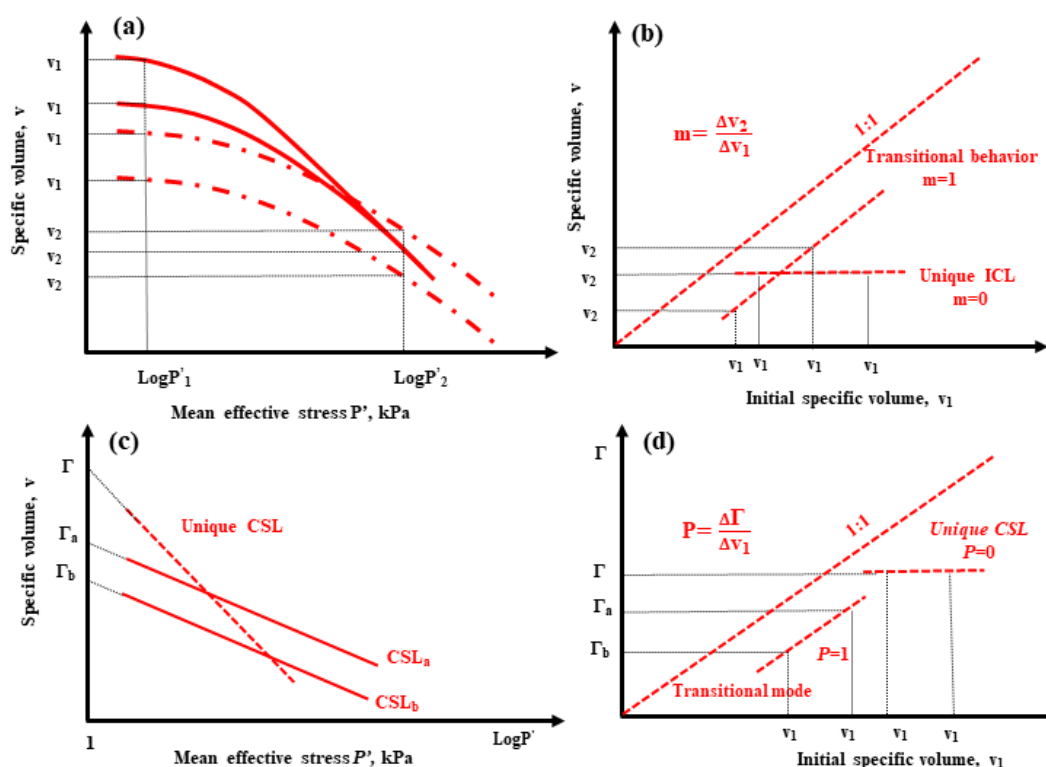 (a)
Specific volume, v
v1
v1
v1
v1
v2
v2
v2
LogP'1
LogP'2
Mean effective stress P', kPa
(b)
m= Δv2
Δv1
1:1
Transitional behavior
m=1
Unique ICL
m=0
v2
v2
v2
v1
v1
v1
v1
Initial specific volume, v1
(c)
Specific volume, v
Γ
Γa
Γb
Unique CSL
CSLa
CSLb
1
LogP'
Mean effective stress P', kPa
(d)
Γ
P= ΔΓ
Δv1
1:1
Unique CSL
P=0
Γ
Γa
Γb
P=1
Transitional mode
v1
v1
v1
v1
Initial specific volume, v1